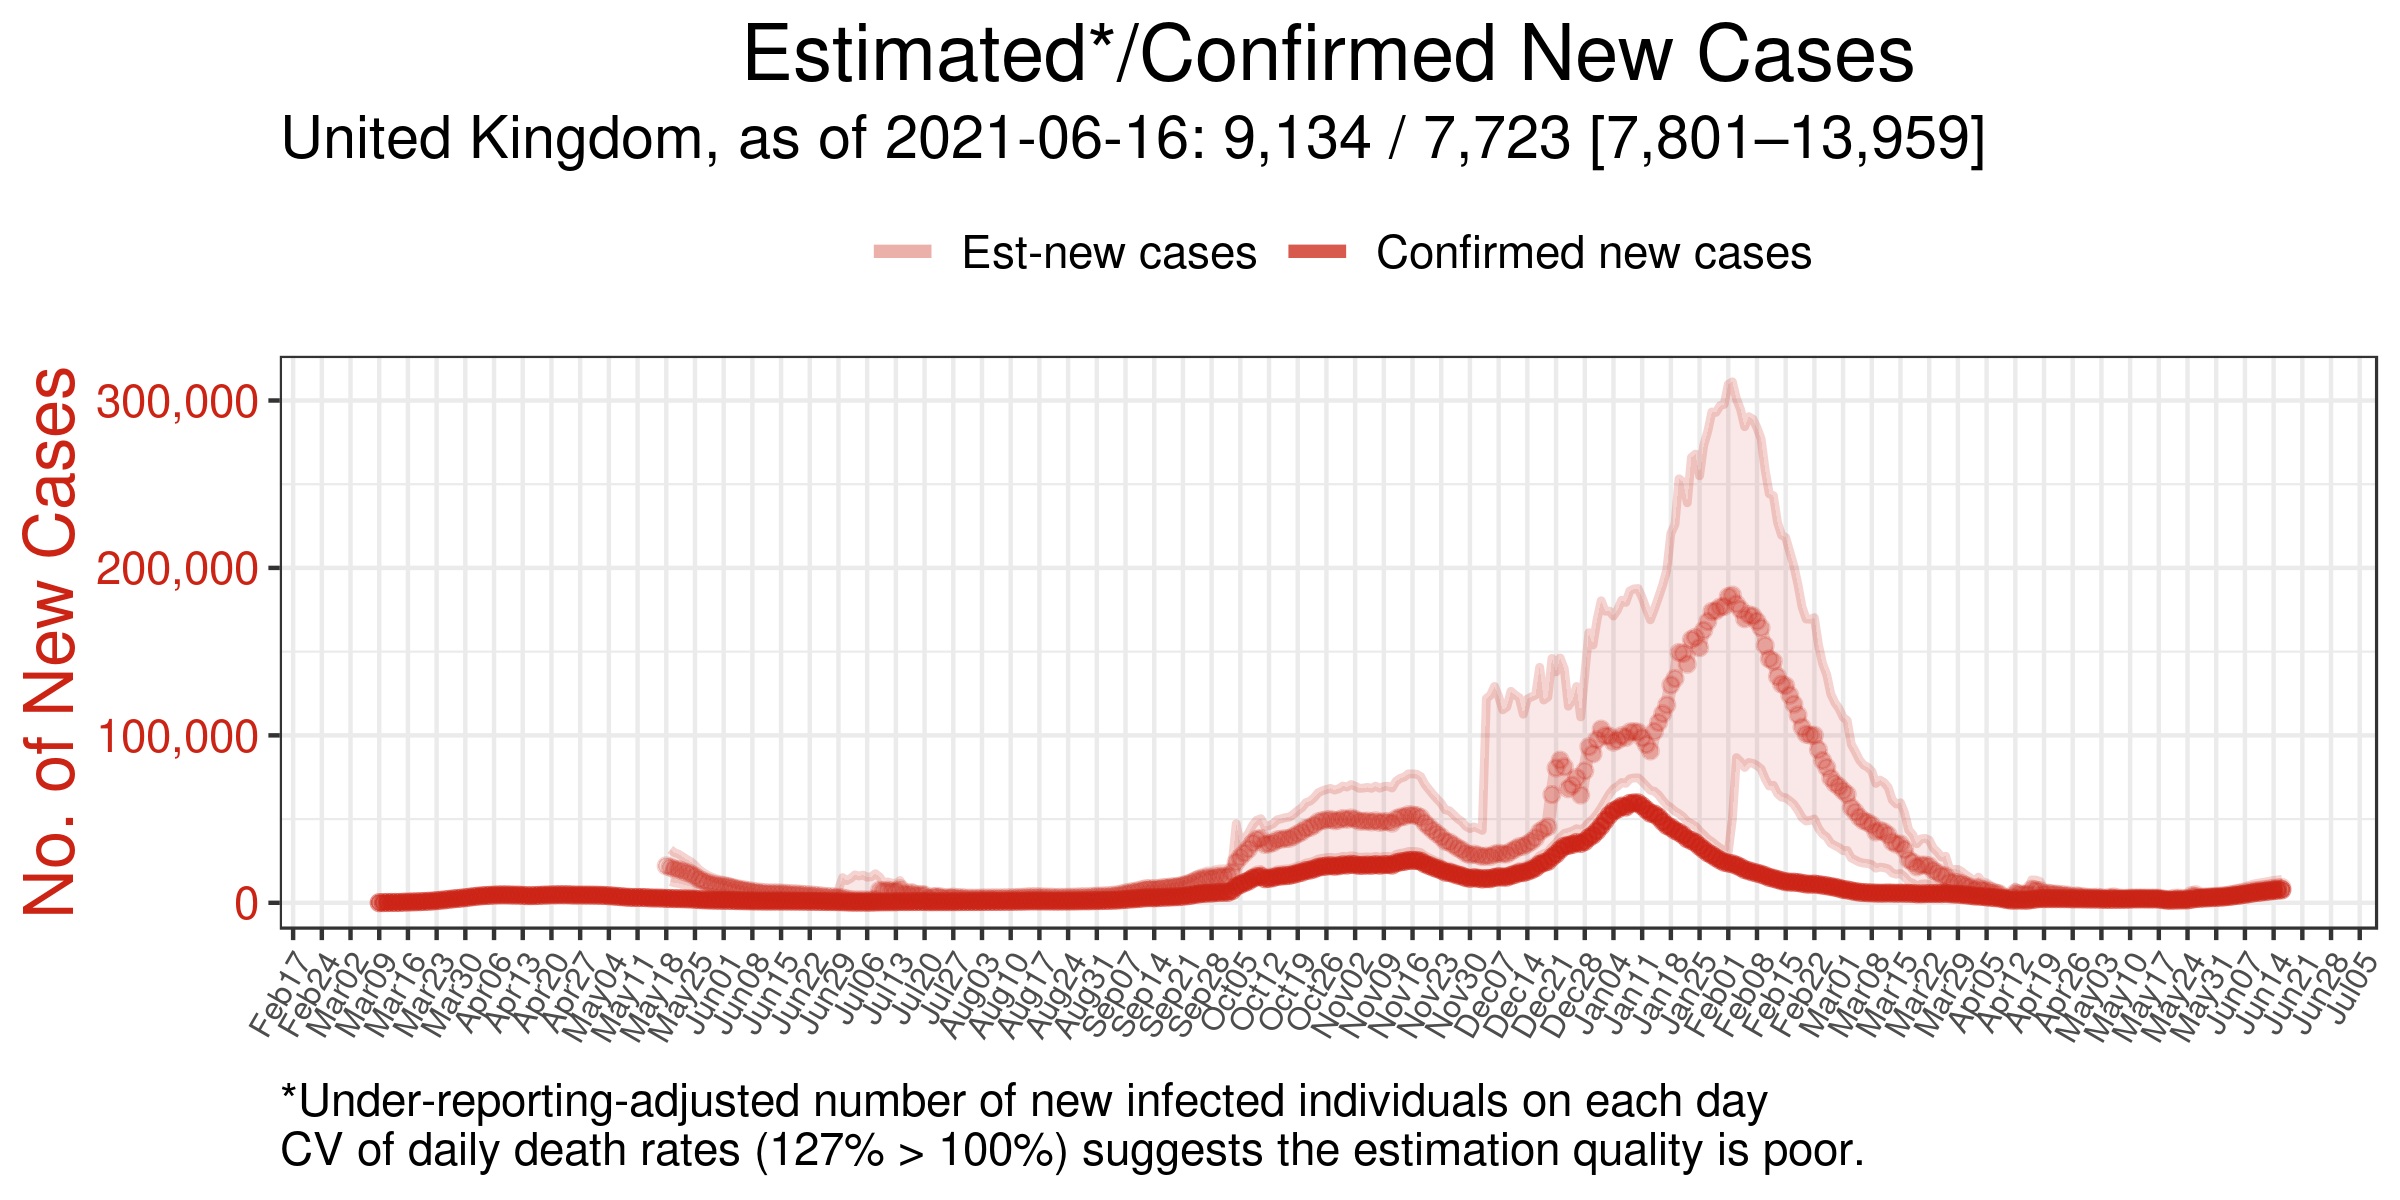 Estimated*/Confirmed New Cases
United Kingdom, as of 2021-06-16: 9,134 / 7,723 [7,801–13,959]
Est-new cases
Confirmed new cases
No. of New Cases
300,000
200,000
100,000
0
Feb17
Feb24
Mar02
Mar09
Mar16
Mar23
Mar30
Apr06
Apr13
Apr20
Apr27
May04
May11
May18
May25
Jun01
Jun08
Jun15
Jun22
Jun29
Jul06
Jul13
Jul20
Jul27
Aug03
Aug10
Aug17
Aug24
Aug31
Sep07
Sep14
Sep21
Sep28
Oct05
Oct12
Oct19
Oct26
Nov02
Nov09
Nov16
Nov23
Nov30
Dec07
Dec14
Dec21
Dec28
Jan04
Jan11
Jan18
Jan25
Feb01
Feb08
Feb15
Feb22
Mar01
Mar08
Mar15
Mar22
Mar29
Apr05
Apr12
Apr19
Apr26
May03
May10
May17
May24
May31
Jun07
Jun14
Jun21
Jun28
Jul05
*Under-reporting-adjusted number of new infected individuals on each day
CV of daily death rates (127% > 100%) suggests the estimation quality is poor.